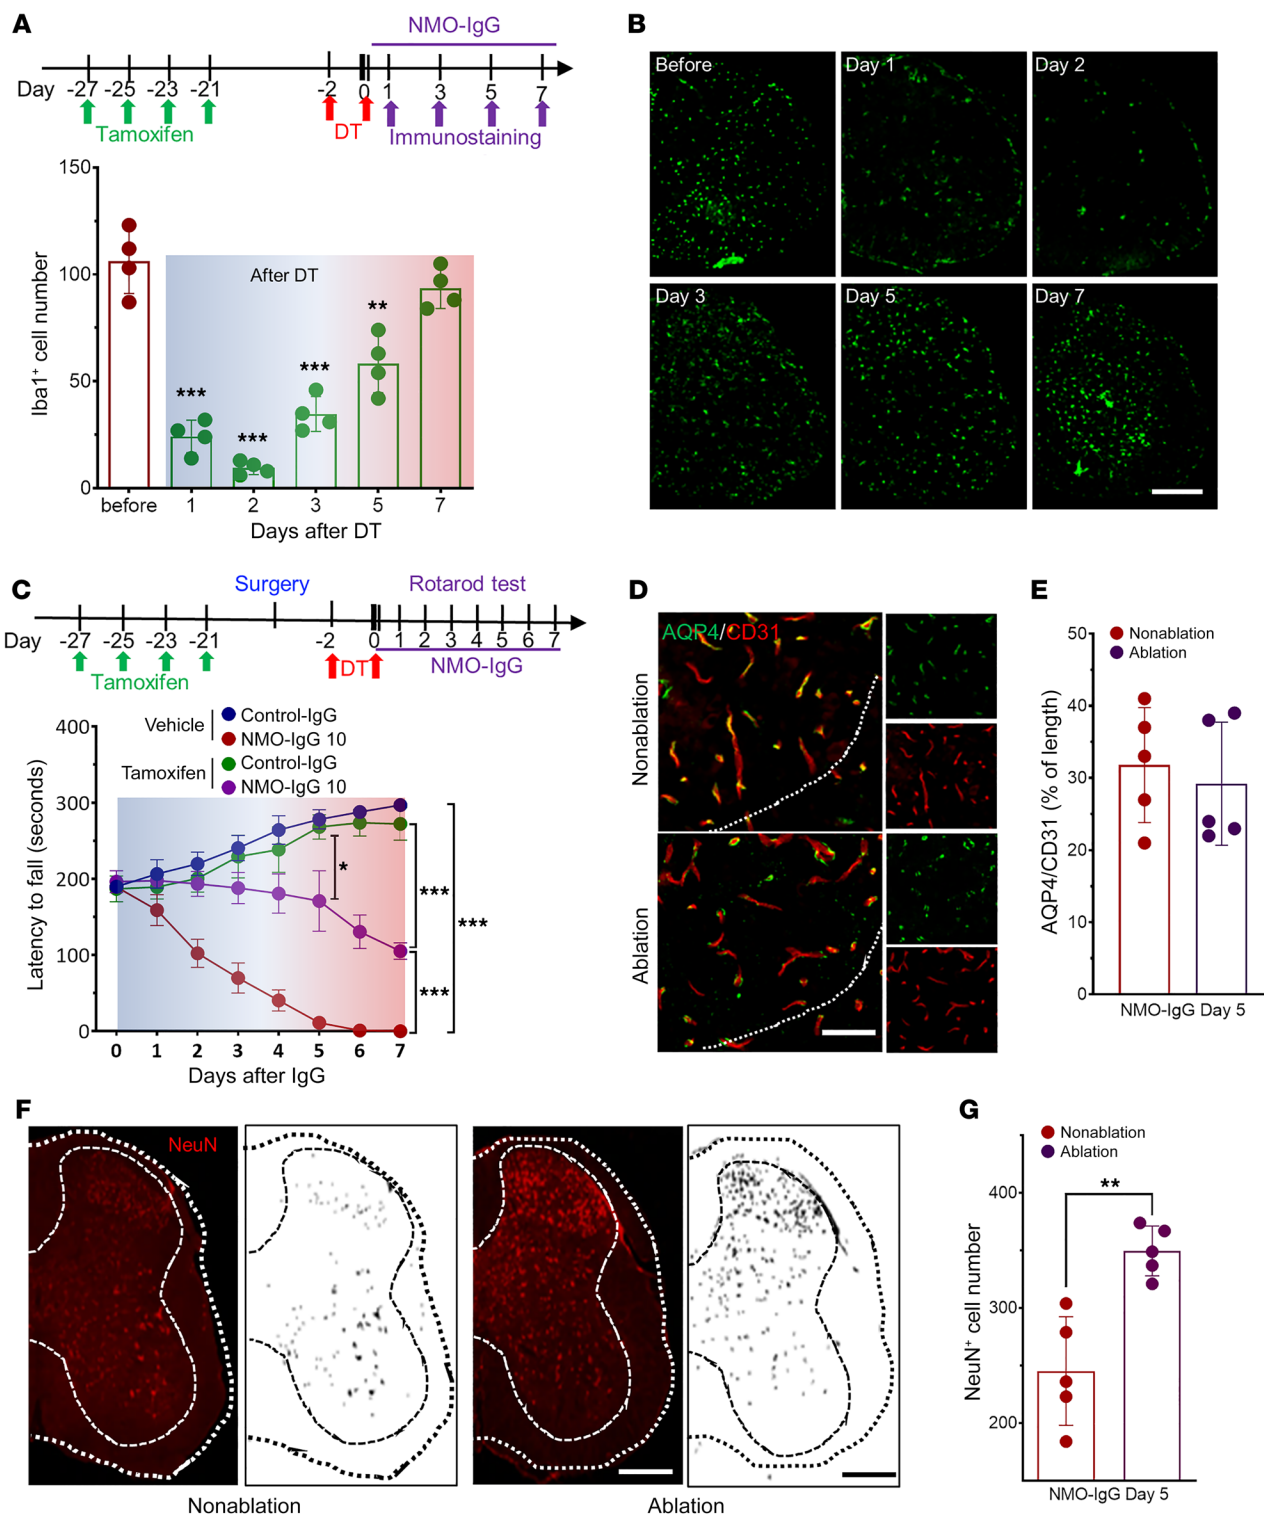 A
NMO-IgG
Day -27 -25 -23 -21 -2 0 1 3 5 7
Tamoxifen DT Immunostaining
150
100
50
0
Iba1+ cell number
After DT
***
***
***
**
before 1 2 3 5 7
Days after DT
B
Before Day 1 Day 2
Day 3 Day 5 Day 7
C
Surgery Rotarod test
Day -27 -25 -23 -21 -2 0 1 2 3 4 5 6 7
Tamoxifen DT NMO-IgG
Vehicle Control-IgG
NMO-IgG 10
Tamoxifen Control-IgG
NMO-IgG 10
400
300
200
100
0
Latency to fall (seconds)
*
***
***
***
0 1 2 3 4 5 6 7
Days after IgG
D
AQP4/CD31
Nonablation
Ablation
E
Nonablation
Ablation
50
40
30
20
10
0
AQP4/CD31 (% of length)
NMO-IgG Day 5
F
NeuN
Nonablation Ablation
G
Nonablation
Ablation
**
400
300
200
NeuN+ cell number
NMO-IgG Day 5